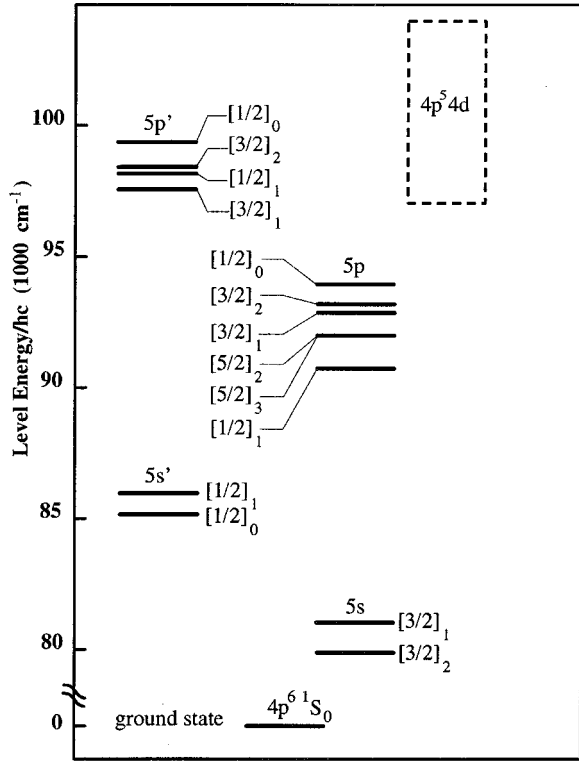 Level Energy/hc (1000 cm⁻¹)
100
95
90
85
80
0
5p’
[1/2]₀
[3/2]₂
[1/2]₁
[3/2]₁
4p⁵4d
5p
[1/2]₀
[3/2]₂
[3/2]₁
[5/2]₂
[5/2]₃
[1/2]₁
5s’
[1/2]₁
[1/2]₀
5s
[3/2]₁
[3/2]₂
ground state
4p⁶ ¹S₀